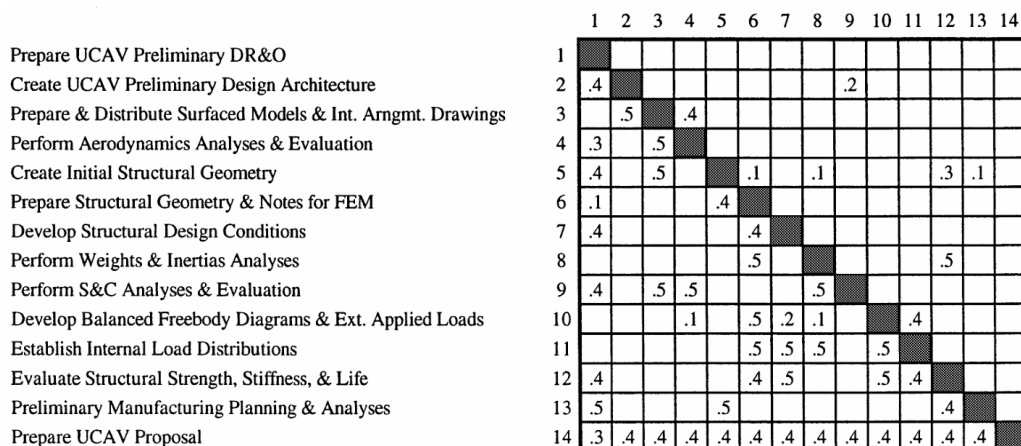 1 2 3 4 5 6 7 8 9 10 11 12 13 14
Prepare UCAV Preliminary DR&O 1
Create UCAV Preliminary Design Architecture 2 .4 .2
Prepare & Distribute Surfaced Models & Int. Arngmt. Drawings 3 .5 .4
Perform Aerodynamics Analyses & Evaluation 4 .3 .5
Create Initial Structural Geometry 5 .4 .5 .1 .1 .3 .1
Prepare Structural Geometry & Notes for FEM 6 .1 .4
Develop Structural Design Conditions 7 .4 .4
Perform Weights & Inertias Analyses 8 .5 .5
Perform S&C Analyses & Evaluation 9 .4 .5 .5 .5
Develop Balanced Freebody Diagrams & Ext. Applied Loads 10 .1 .5 .2 .1 .4
Establish Internal Load Distributions 11 .5 .5 .5 .5
Evaluate Structural Strength, Stiffness, & Life 12 .4 .4 .5 .5 .4
Preliminary Manufacturing Planning & Analyses 13 .5 .5 .4
Prepare UCAV Proposal 14 .3 .4 .4 .4 .4 .4 .4 .4 .4 .4 .4 .4 .4